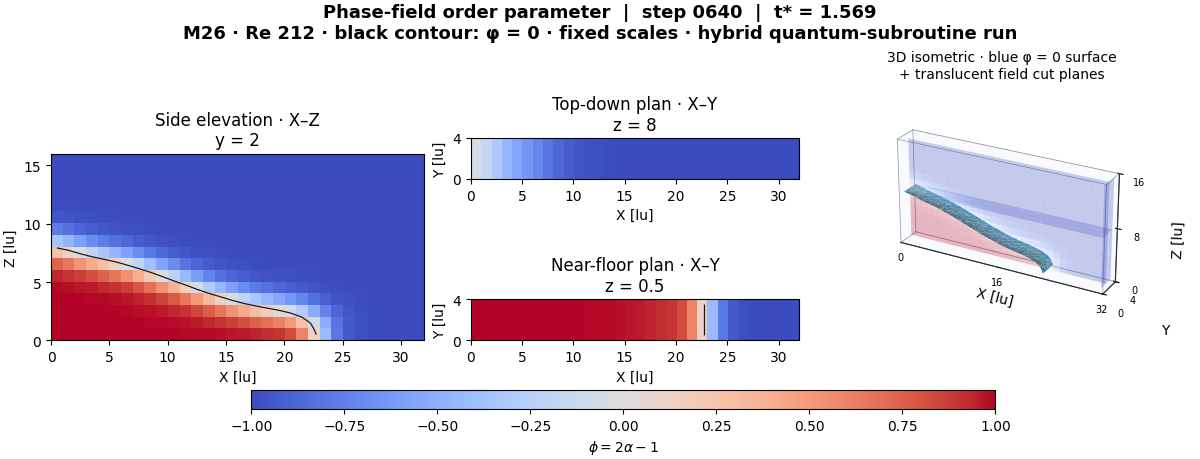 Phase-field order parameter | step 0640 | t* = 1.569
M26 · Re 212 · black contour: φ = 0 · fixed scales · hybrid quantum-subroutine run
3D isometric · blue φ = 0 surface
+ translucent field cut planes
Side elevation · X–Z
y = 2
Z [lu]
15
10
5
0
0 5 10 15 20 25 30
X [lu]
Top-down plan · X–Y
z = 8
Y [lu]
4
0
0 5 10 15 20 25 30
X [lu]
Near-floor plan · X–Y
z = 0.5
Y [lu]
4
0
0 5 10 15 20 25 30
X [lu]
16
8
0
Z [lu]
0
16
32
X [lu]
4
0
Y
−1.00 −0.75 −0.50 −0.25 0.00 0.25 0.50 0.75 1.00
ϕ = 2α − 1